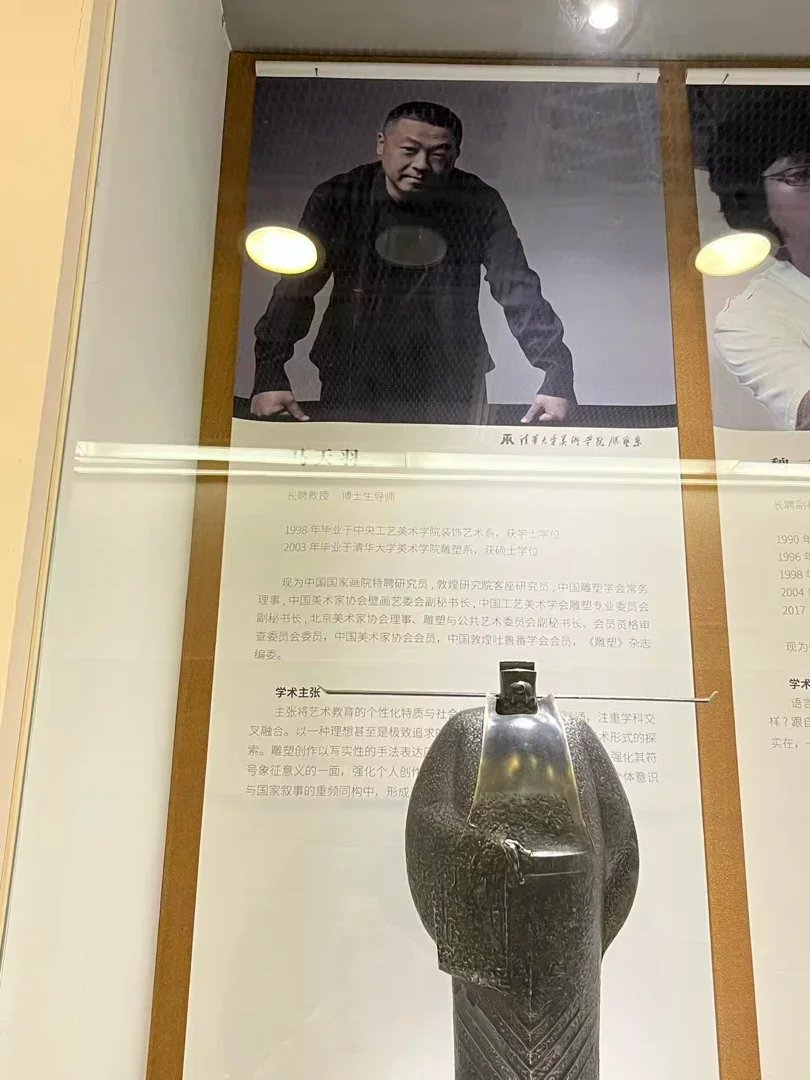 清华大学美术学院雕塑系
马天羽
长聘教授 博士生导师
1998 年毕业于中央工艺美术学院装饰艺术系，获学士学位
2003 年毕业于清华大学美术学院雕塑系，获硕士学位
现为中国国家画院特聘研究员，敦煌研究院客座研究员，中国雕塑学会常务
理事，中国美术家协会壁画艺委会副秘书长，中国工艺美术学会雕塑专业委员会
副秘书长，北京美术家协会理事、雕塑与公共艺术委员会副秘书长、会员资格审
查委员会委员，中国美术家协会会员，中国敦煌吐鲁番学会会员，《雕塑》杂志
编委。
学术主张
主张将艺术教育的个性化特质与社会 ，注重学科交
叉融合。以一种理想甚至是极致追求 术形式的探
索。雕塑创作以写实性的手法表达 强化其符
号象征意义的一面，强化个人创作 个体意识
与国家叙事的重频同构中，形成
长聘副
1990 年
1996 年
1998
2004
2017
现为
学术
语言
样？跟自
实在，